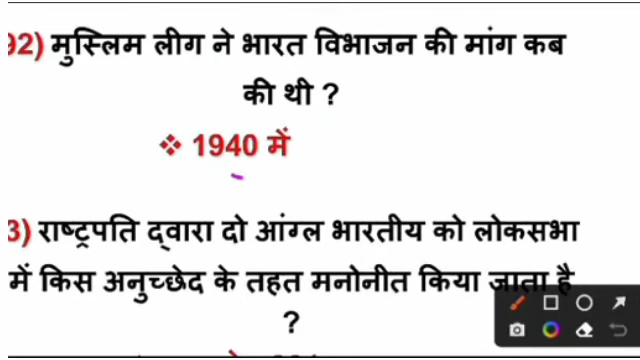 92) मुस्लिम लीग ने भारत विभाजन की मांग कब
की थी ?
❖ 1940 में
3) राष्ट्रपति द्वारा दो आंग्ल भारतीय को लोकसभा
में किस अनुच्छेद के तहत मनोनीत किया जाता है
?